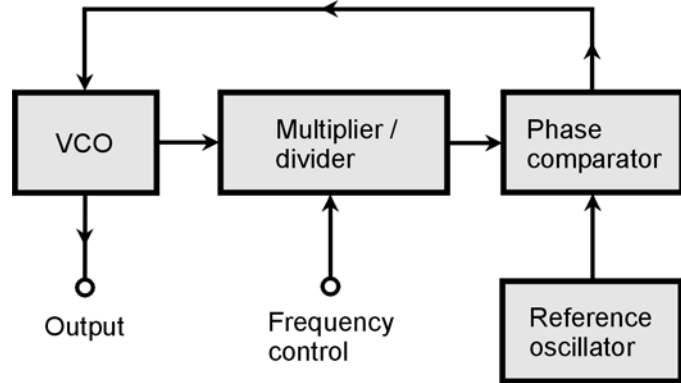 VCO
Multiplier /
divider
Phase
comparator
Output
Frequency
control
Reference
oscillator